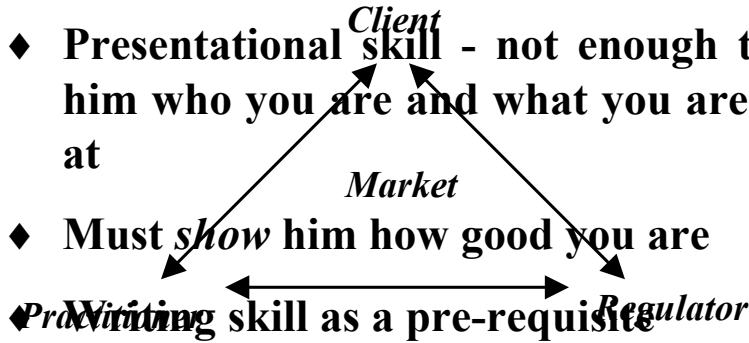 Client
♦ Presentational skill - not enough t
him who you are and what you are
at
Market
♦ Must show him how good you are
♦ Writing skill as a pre-requisite
Practitioner
Regulator